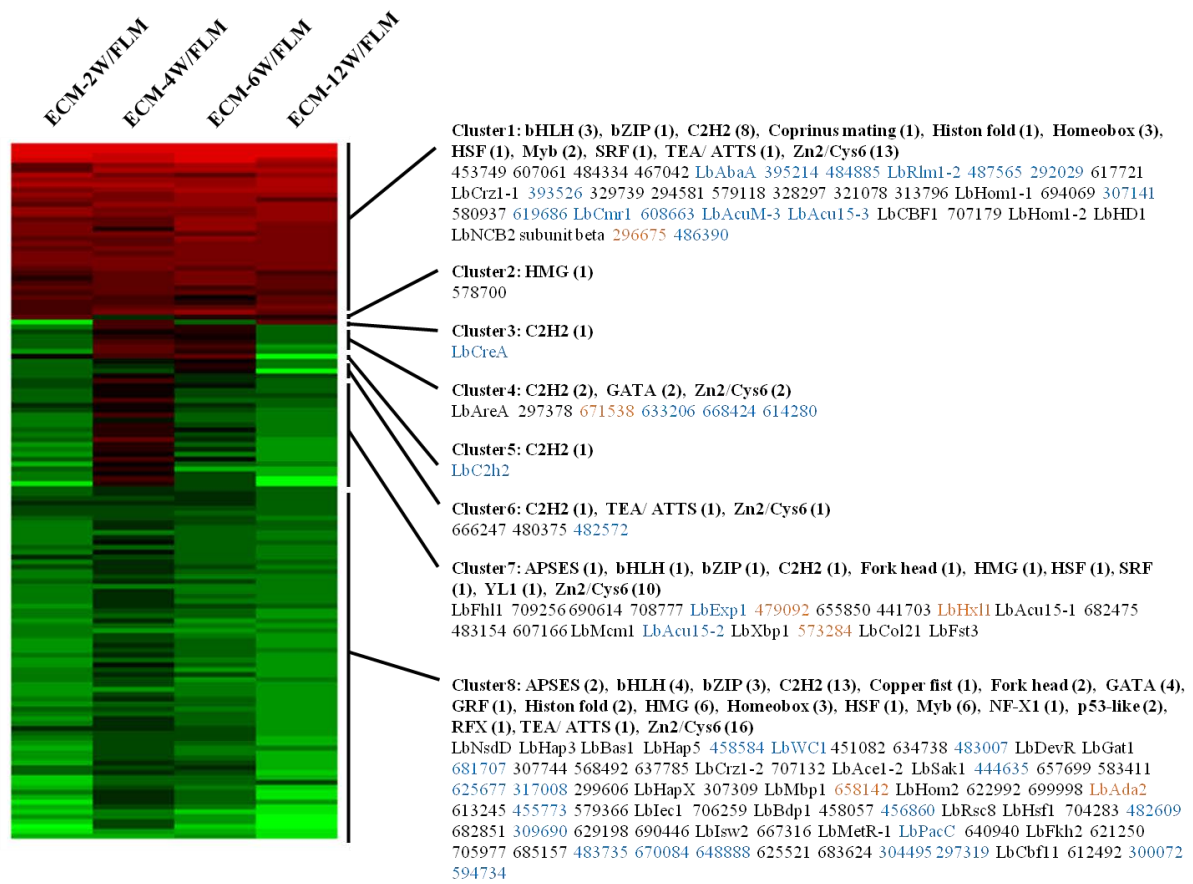 ECM-2W/FLM
ECM-4W/FLM
ECM-6W/FLM
ECM-12W/FLM
Cluster1: bHLH (3), bZIP (1), C2H2 (8), Coprinus mating (1), Histon fold (1), Homeobox (3),
HSF (1), Myb (2), SRF (1), TEA/ ATTS (1), Zn2/Cys6 (13)
453749 607061 484334 467042 LbAbaA 395214 484885 LbRlm1-2 487565 292029 617721
LbCrz1-1 393526 329739 294581 579118 328297 321078 313796 LbHom1-1 694069 307141
580937 619686 LbCmr1 608663 LbAcuM-3 LbAcu15-3 LbCBF1 707179 LbHom1-2 LbHD1
LbNCB2 subunit beta 296675 486390
Cluster2: HMG (1)
578700
Cluster3: C2H2 (1)
LbCreA
Cluster4: C2H2 (2), GATA (2), Zn2/Cys6 (2)
LbAreA 297378 671538 633206 668424 614280
Cluster5: C2H2 (1)
LbC2h2
Cluster6: C2H2 (1), TEA/ ATTS (1), Zn2/Cys6 (1)
666247 480375 482572
Cluster7: APSES (1), bHLH (1), bZIP (1), C2H2 (1), Fork head (1), HMG (1), HSF (1), SRF
(1), YL1 (1), Zn2/Cys6 (10)
LbFhl1 709256 690614 708777 LbExp1 479092 655850 441703 LbHxl1 LbAcu15-1 682475
483154 607166 LbMcm1 LbAcu15-2 LbXbp1 573284 LbCol21 LbFst3
Cluster8: APSES (2), bHLH (4), bZIP (3), C2H2 (13), Copper fist (1), Fork head (2), GATA (4),
GRF (1), Histon fold (2), HMG (6), Homeobox (3), HSF (1), Myb (6), NF-X1 (1), p53-like (2),
RFX (1), TEA/ ATTS (1), Zn2/Cys6 (16)
LbNsdD LbHap3 LbBas1 LbHap5 458584 LbWC1 451082 634738 483007 LbDevR LbGat1
681707 307744 568492 637785 LbCrz1-2 707132 LbAce1-2 LbSak1 444635 657699 583411
625677 317008 299606 LbHapX 307309 LbMbp1 658142 LbHom2 622992 699998 LbAda2
613245 455773 579366 LbIec1 706259 LbBdp1 458057 456860 LbRsc8 LbHsf1 704283 482609
682851 309690 629198 690446 LbIsw2 667316 LbMetR-1 LbPacC 640940 LbFkh2 621250
705977 685157 483735 670084 648888 625521 683624 304495 297319 LbCbf11 612492 300072
594734